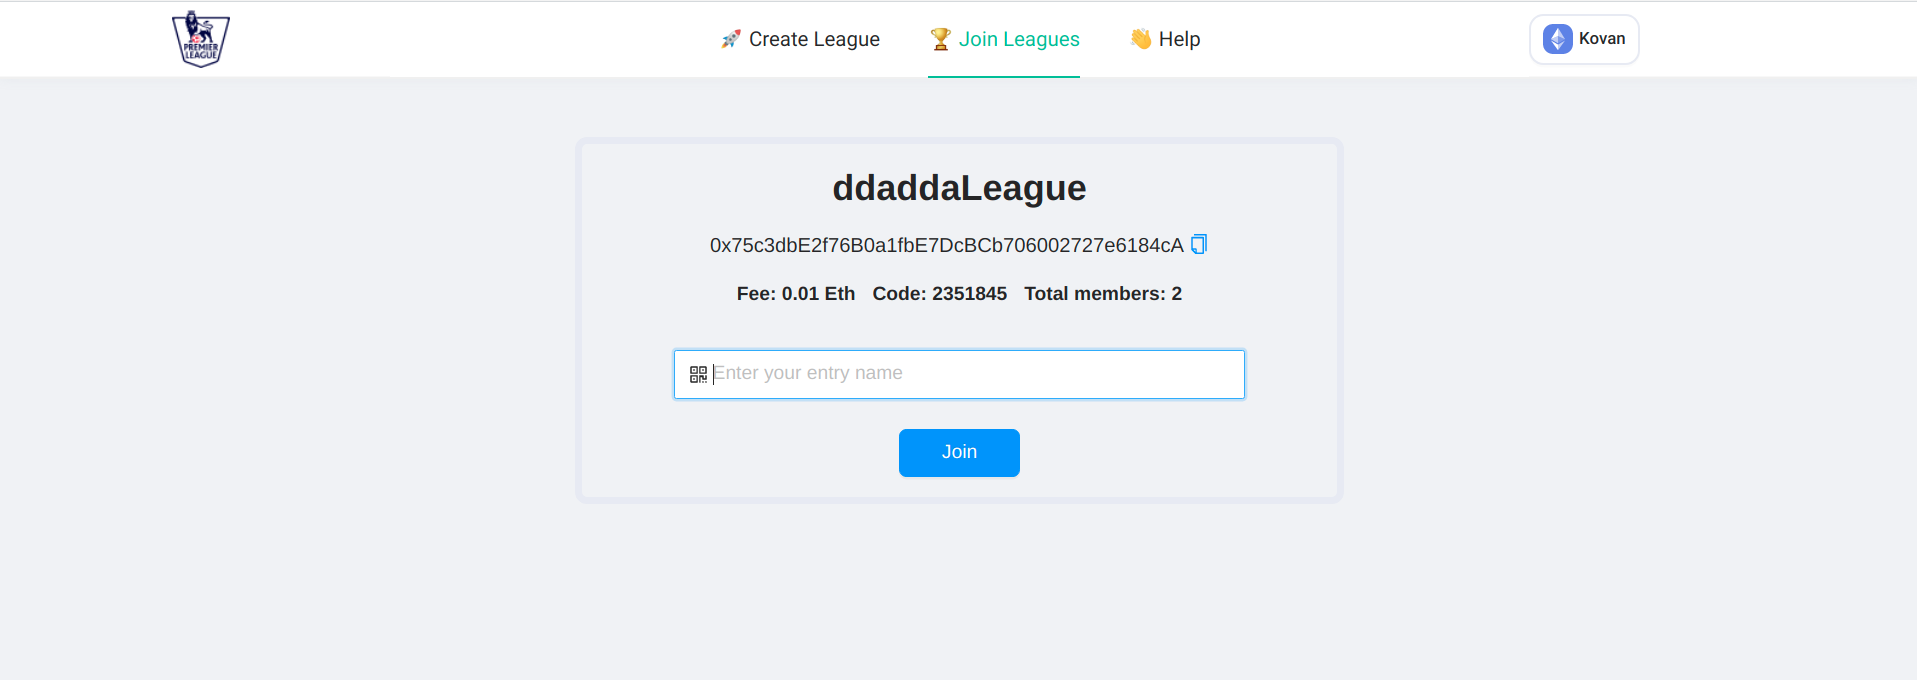 PREMIER
LEAGUE
🚀 Create League
🏆 Join Leagues
👋 Help
Kovan
ddaddaLeague
0x75c3dbE2f76B0a1fbE7DcBCb706002727e6184cA
Fee: 0.01 Eth Code: 2351845 Total members: 2
Enter your entry name
Join